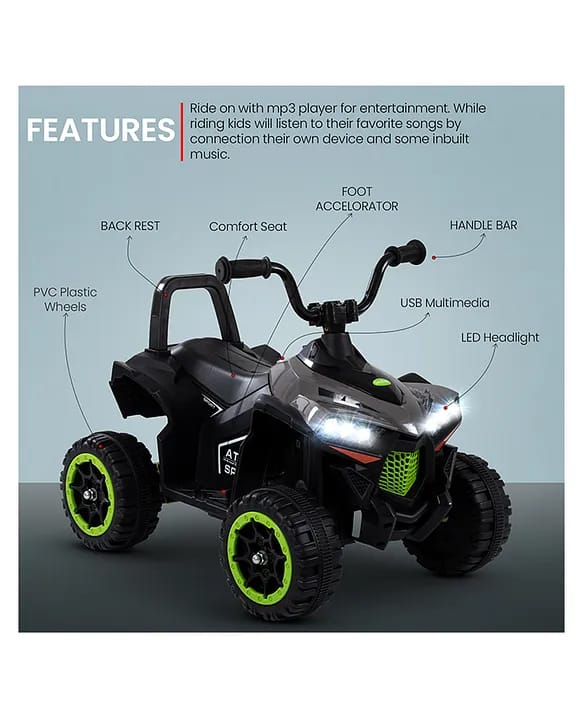 FEATURES
Ride on with mp3 player for entertainment. While
riding kids will listen to their favorite songs by
connection their own device and some inbuilt
music.
FOOT
ACCELORATOR
BACK REST
Comfort Seat
HANDLE BAR
PVC Plastic
Wheels
USB Multimedia
LED Headlight
AT
SP